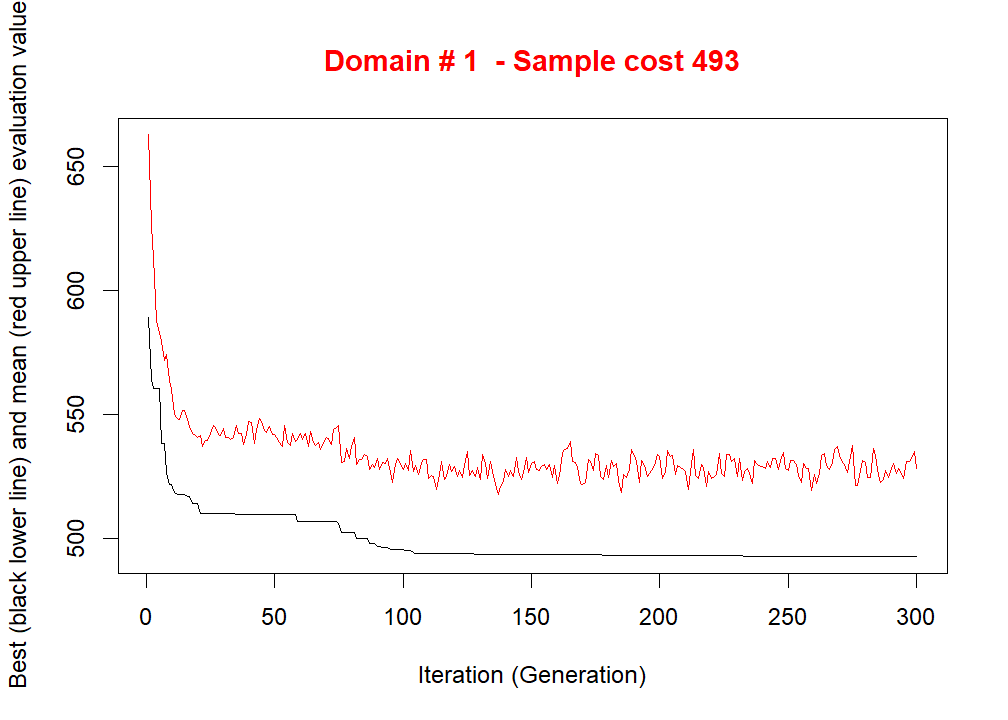 Domain # 1  - Sample cost 493
Best (black lower line) and mean (red upper line) evaluation value
650
600
550
500
0 50 100 150 200 250 300
Iteration (Generation)